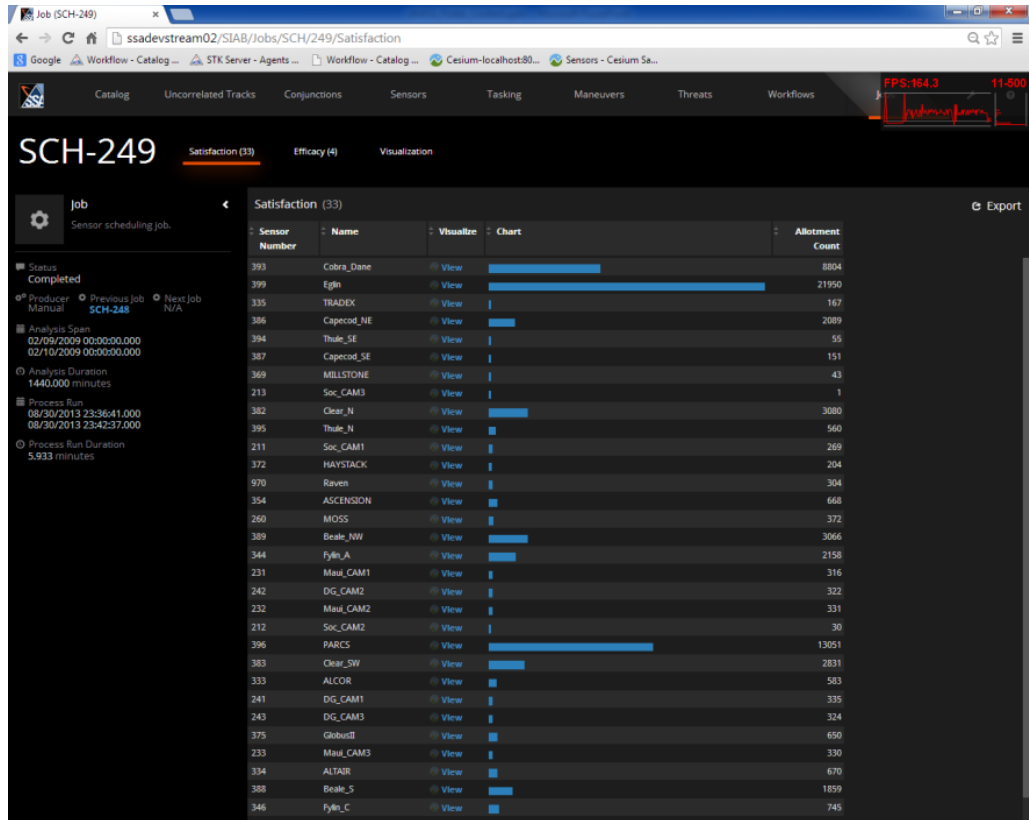 Job (SCH-249)
ssadevstream02/SIAB/Jobs/SCH/249/Satisfaction
Google Workflow - Catalog ... STK Server - Agents ... Workflow - Catalog ... Cesium-localhost:80... Sensors - Cesium Sa...
SSI Catalog Uncorrelated Tracks Conjunctions Sensors Tasking Maneuvers Threats Workflows
FPS:164.3 11-500
SCH-249 Satisfaction (33) Efficacy (4) Visualization
Job
Sensor scheduling job.
Status
Completed
Producer Previous Job Next Job
Manual SCH-248 N/A
Analysis Span
02/09/2009 00:00:00.000
02/10/2009 00:00:00.000
Analysis Duration
1440.000 minutes
Process Run
08/30/2013 23:36:41.000
08/30/2013 23:42:37.000
Process Run Duration
5.933 minutes
Satisfaction (33) Export
Sensor Number Name Visualize Chart Allotment Count
393 Cobra_Dane View 8804
399 Eglin View 21950
335 TRADEX View 167
386 Capecod_NE View 2089
394 Thule_SE View 55
387 Capecod_SE View 151
369 MILLSTONE View 43
213 Soc_CAM3 View 1
382 Clear_N View 3080
395 Thule_N View 560
211 Soc_CAM1 View 269
372 HAYSTACK View 204
970 Raven View 304
354 ASCENSION View 668
260 MOSS View 372
389 Beale_NW View 3066
344 Fylin_A View 2158
231 Maui_CAM1 View 316
242 DG_CAM2 View 322
232 Maui_CAM2 View 331
212 Soc_CAM2 View 30
396 PARCS View 13051
383 Clear_SW View 2831
333 ALCOR View 583
241 DG_CAM1 View 335
243 DG_CAM3 View 324
375 GlobusII View 650
233 Maui_CAM3 View 330
334 ALTAIR View 670
388 Beale_S View 1859
346 Fylin_C View 745